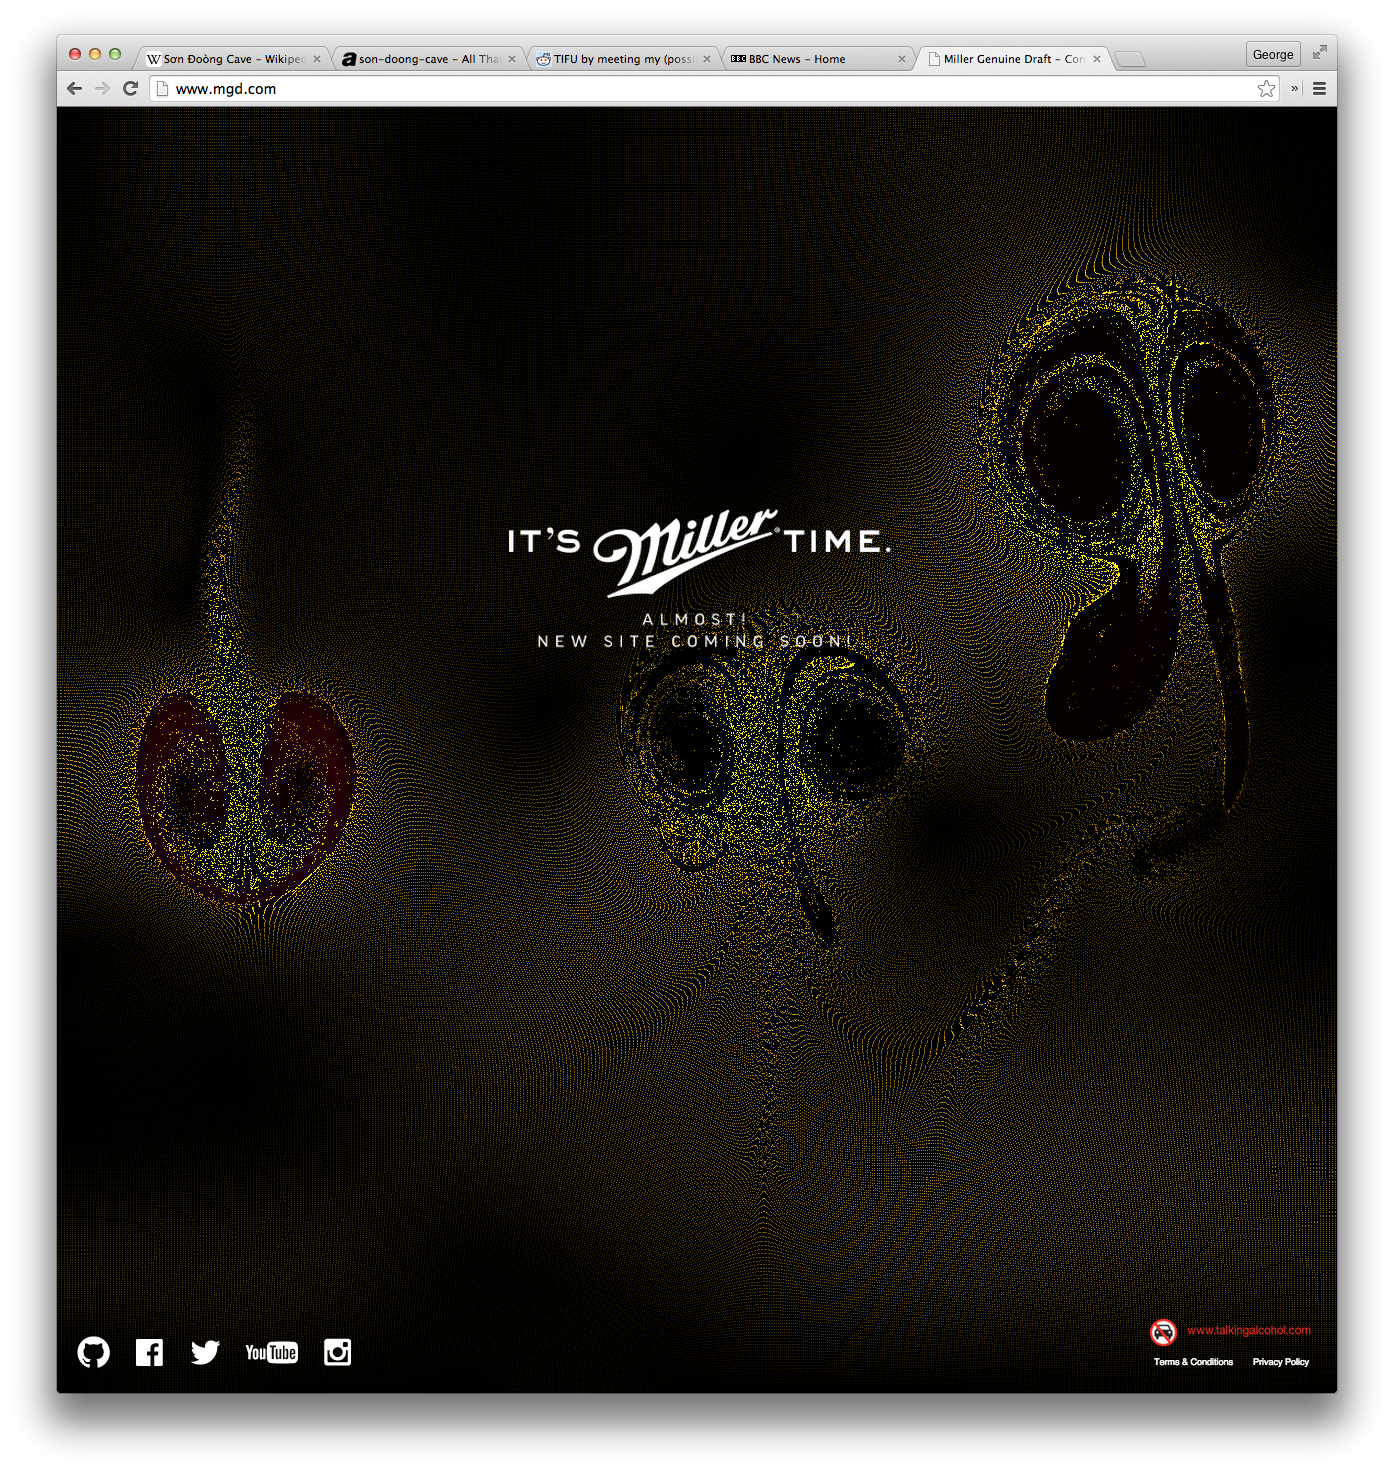 Sơn Đoòng Cave – Wikiped
son-doong-cave – All Tha
TIFU by meeting my (possi
BBC BBC News – Home
Miller Genuine Draft – Con
George
www.mgd.com
»
IT'S Miller® TIME.
ALMOST!
NEW SITE COMING SOON!
www.talkingalcohol.com
YouTube
Terms & Conditions
Privacy Policy